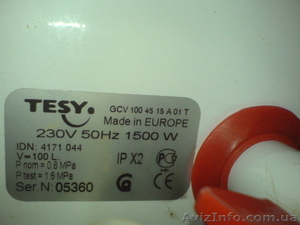 TESY
GCV 100 45 15 A 01 T
Made in EUROPE
230V 50Hz 1500 W
IDN: 4171 044
V=100 L
P nom = 0.8 MPa
P test = 1.6 MPa
IP X2
Ser.N: 05360
AvizInfo.com.ua